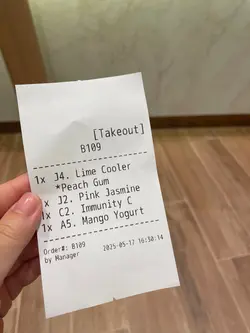 [Takeout]
B109
1x J4. Lime Cooler
*Peach Gum
1x J2. Pink Jasmine
1x C2. Immunity C
1x A5. Mango Yogurt
Order#: B109 2025-05-17 16:30:14
by Manager